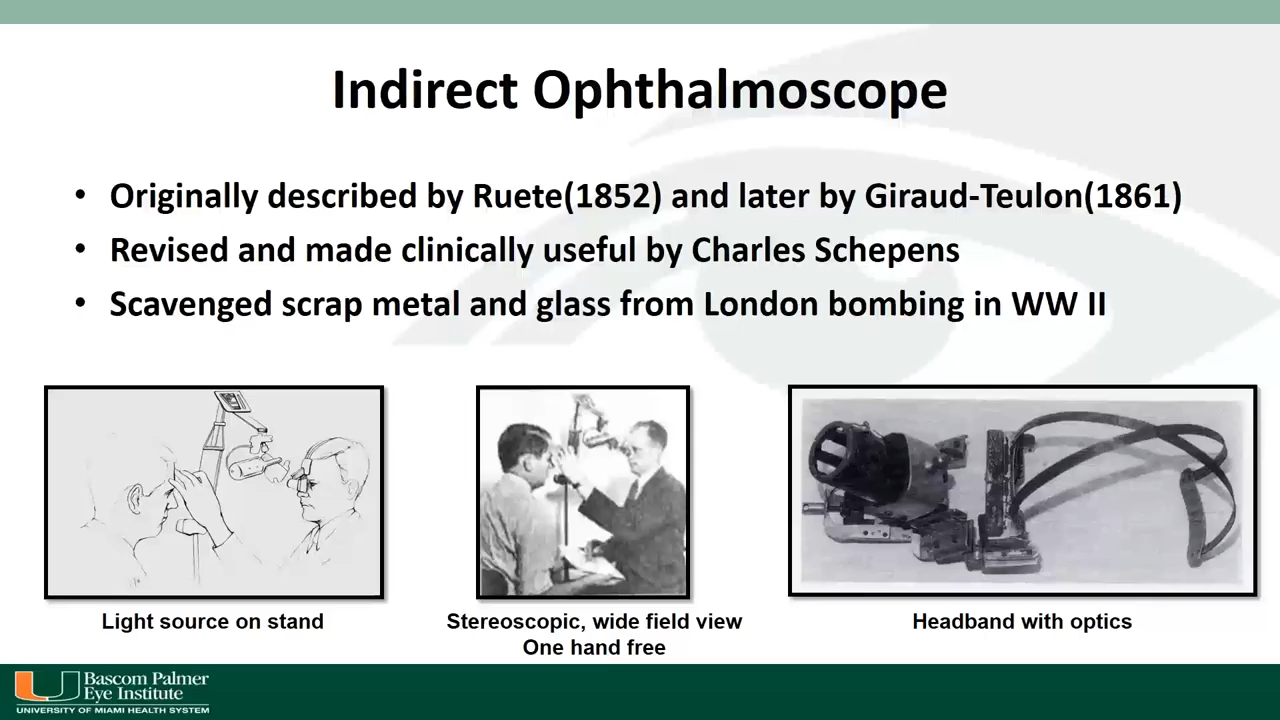 Indirect Ophthalmoscope
• Originally described by Ruete(1852) and later by Giraud-Teulon(1861)
• Revised and made clinically useful by Charles Schepens
• Scavenged scrap metal and glass from London bombing in WW II
Light source on stand
Stereoscopic, wide field view
One hand free
Headband with optics
Bascom Palmer
Eye Institute
UNIVERSITY OF MIAMI HEALTH SYSTEM